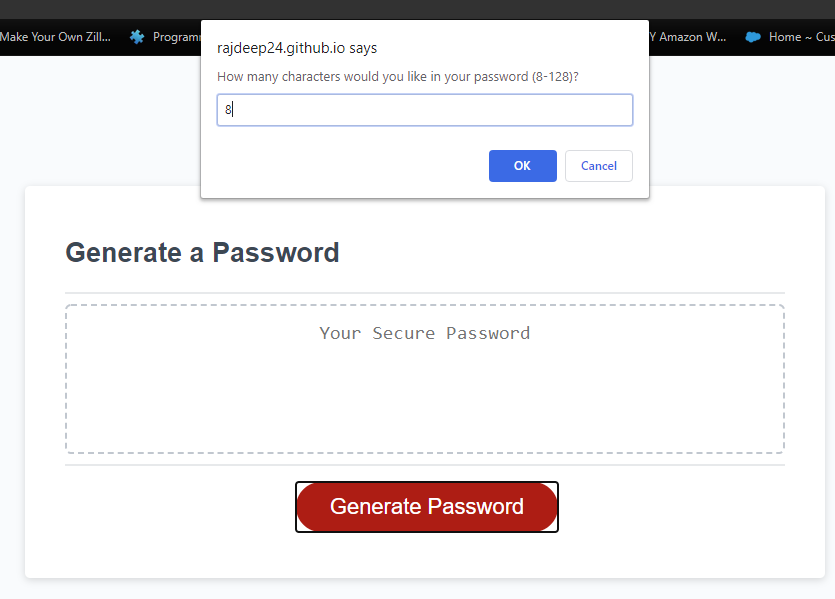 Make Your Own Zill...
Programm
Y Amazon W...
Home ~ Cus
rajdeep24.github.io says
How many characters would you like in your password (8-128)?
8
OK
Cancel
Generate a Password
Your Secure Password
Generate Password